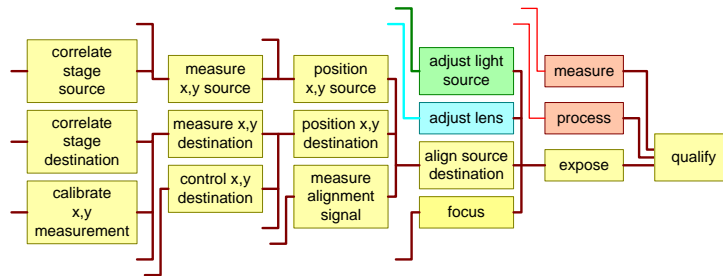 correlate
stage
source
correlate
stage
destination
calibrate
x,y
measurement
measure
x,y source
measure x,y
destination
control x,y
destination
position
x,y source
position x,y
destination
measure
alignment
signal
adjust light
source
adjust lens
align source
destination
focus
measure
process
expose
qualify